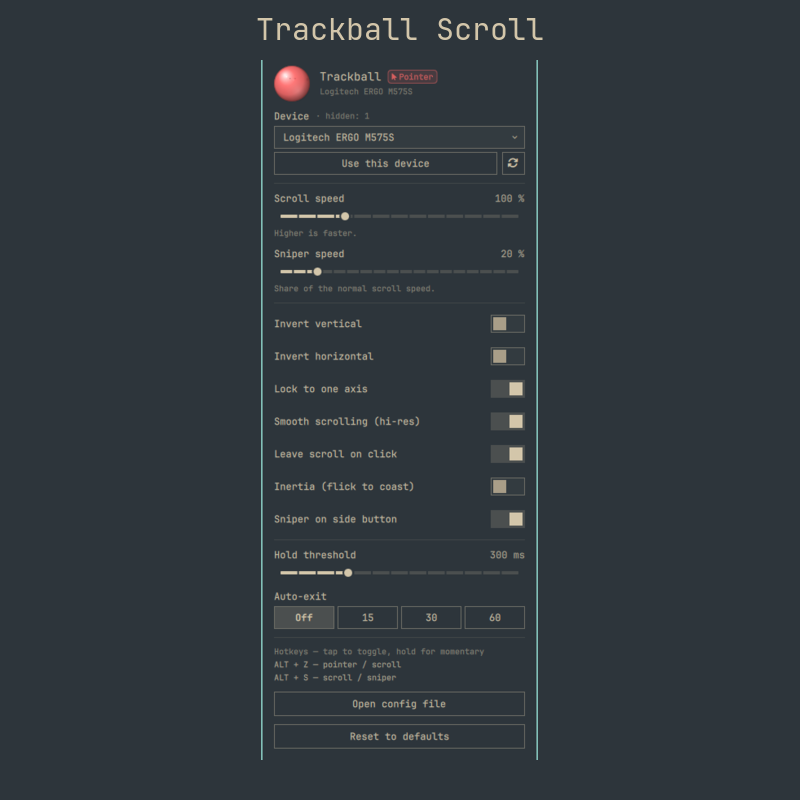 Trackball Scroll
Trackball Pointer
Logitech ERGO M575S
Device · hidden: 1
Logitech ERGO M575S
Use this device
Scroll speed 100 %
Higher is faster.
Sniper speed 20 %
Share of the normal scroll speed.
Invert vertical
Invert horizontal
Lock to one axis
Smooth scrolling (hi-res)
Leave scroll on click
Inertia (flick to coast)
Sniper on side button
Hold threshold 300 ms
Auto-exit
Off 15 30 60
Hotkeys — tap to toggle, hold for momentary
ALT + Z — pointer / scroll
ALT + S — scroll / sniper
Open config file
Reset to defaults